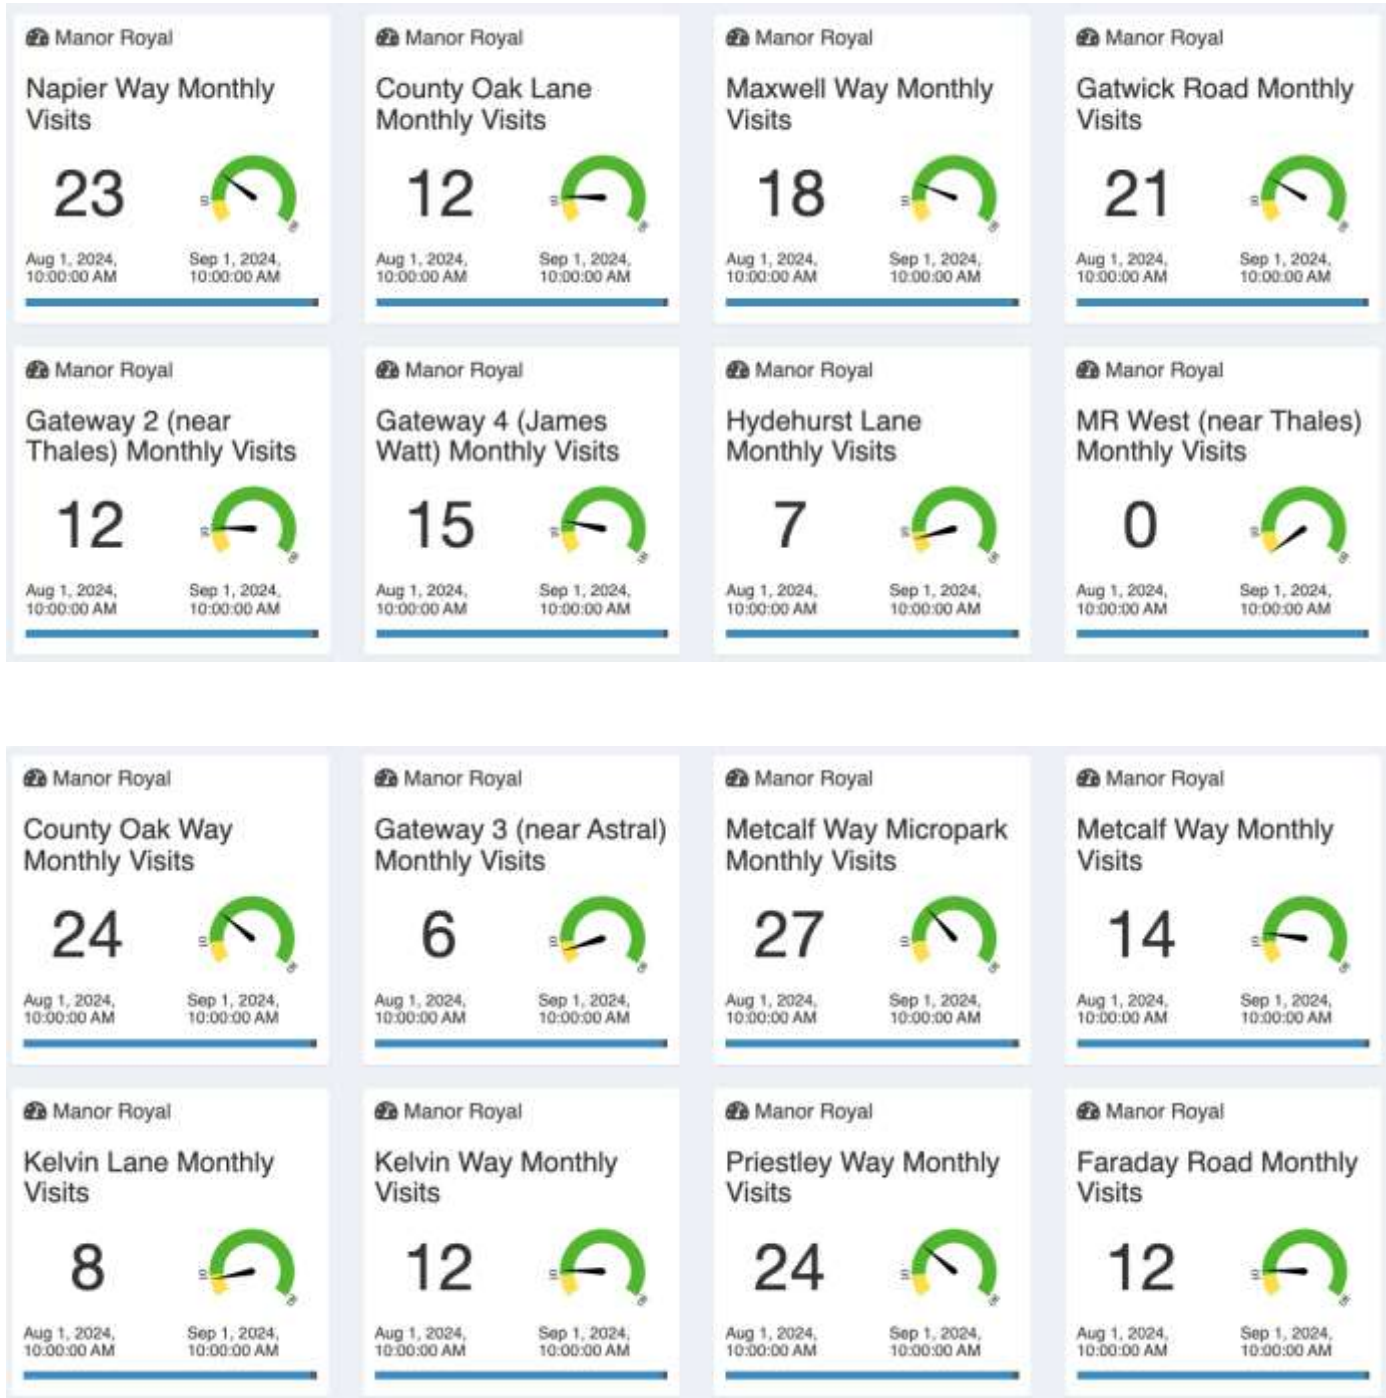 Manor Royal
Napier Way Monthly
Visits
23
10
Aug 1, 2024,
10:00:00 AM
Sep 1, 2024,
10:00:00 AM
Manor Royal
County Oak Lane
Monthly Visits
12
10
Aug 1, 2024,
10:00:00 AM
Sep 1, 2024,
10:00:00 AM
Manor Royal
Maxwell Way Monthly
Visits
18
10
Aug 1, 2024,
10:00:00 AM
Sep 1, 2024,
10:00:00 AM
Manor Royal
Gatwick Road Monthly
Visits
21
10
Aug 1, 2024,
10:00:00 AM
Sep 1, 2024,
10:00:00 AM
Manor Royal
Gateway 2 (near
Thales) Monthly Visits
12
10
Aug 1, 2024,
10:00:00 AM
Sep 1, 2024,
10:00:00 AM
Manor Royal
Gateway 4 (James
Watt) Monthly Visits
15
10
Aug 1, 2024,
10:00:00 AM
Sep 1, 2024,
10:00:00 AM
Manor Royal
Hydehurst Lane
Monthly Visits
7
10
Aug 1, 2024,
10:00:00 AM
Sep 1, 2024,
10:00:00 AM
Manor Royal
MR West (near Thales)
Monthly Visits
0
10
Aug 1, 2024,
10:00:00 AM
Sep 1, 2024,
10:00:00 AM
Manor Royal
County Oak Way
Monthly Visits
24
10
Aug 1, 2024,
10:00:00 AM
Sep 1, 2024,
10:00:00 AM
Manor Royal
Gateway 3 (near Astral)
Monthly Visits
6
10
Aug 1, 2024,
10:00:00 AM
Sep 1, 2024,
10:00:00 AM
Manor Royal
Metcalf Way Micropark
Monthly Visits
27
10
Aug 1, 2024,
10:00:00 AM
Sep 1, 2024,
10:00:00 AM
Manor Royal
Metcalf Way Monthly
Visits
14
10
Aug 1, 2024,
10:00:00 AM
Sep 1, 2024,
10:00:00 AM
Manor Royal
Kelvin Lane Monthly
Visits
8
10
Aug 1, 2024,
10:00:00 AM
Sep 1, 2024,
10:00:00 AM
Manor Royal
Kelvin Way Monthly
Visits
12
10
Aug 1, 2024,
10:00:00 AM
Sep 1, 2024,
10:00:00 AM
Manor Royal
Priestley Way Monthly
Visits
24
10
Aug 1, 2024,
10:00:00 AM
Sep 1, 2024,
10:00:00 AM
Manor Royal
Faraday Road Monthly
Visits
12
10
Aug 1, 2024,
10:00:00 AM
Sep 1, 2024,
10:00:00 AM